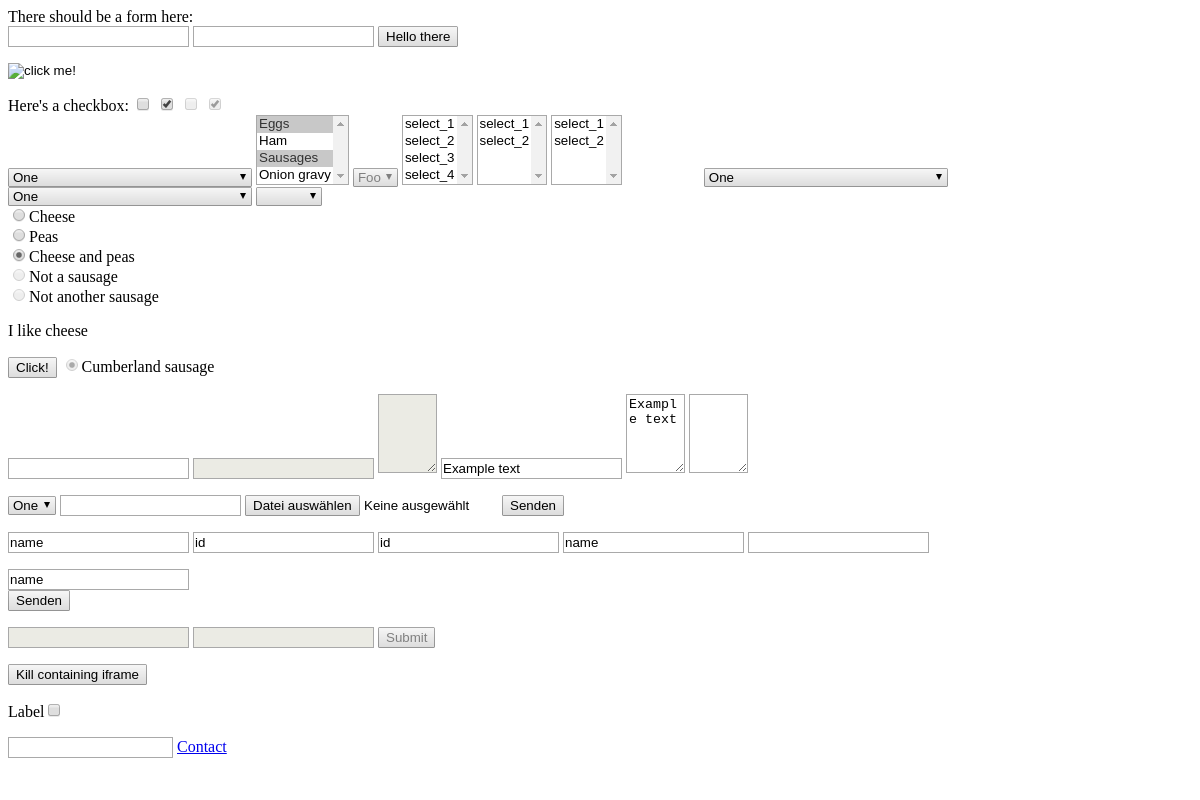 There should be a form here:
Hello there
click me!
Here's a checkbox:
One Eggs Ham Sausages Onion gravy Foo select_1 select_2 select_3 select_4 select_1 select_2 select_1 select_2 One
One
Cheese
Peas
Cheese and peas
Not a sausage
Not another sausage
I like cheese
Click! Cumberland sausage
Example text Exampl
e text
One Datei auswählen Keine ausgewählt Senden
name id id name
name
Senden
Submit
Kill containing iframe
Label
Contact